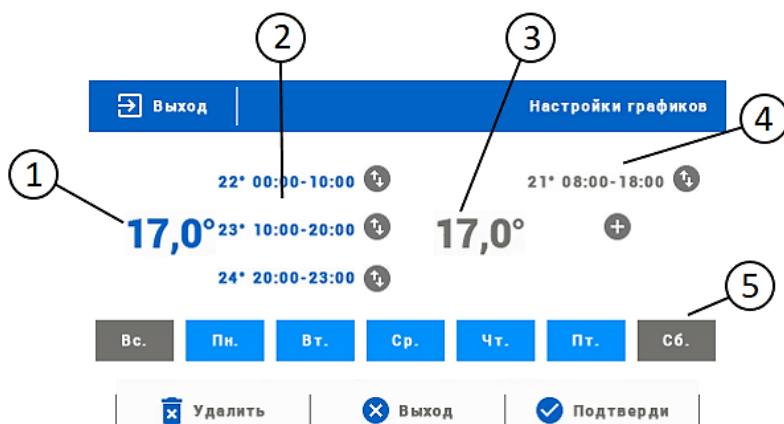 2
3
Выход
Настройки графиков
4
1
22° 00:00-10:00
21° 08:00-18:00
17,0°
23° 10:00-20:00
17,0°
24° 20:00-23:00
5
Вс. Пн. Вт. Ср. Чт. Пт. Сб.
Удалить Выход Подтверди